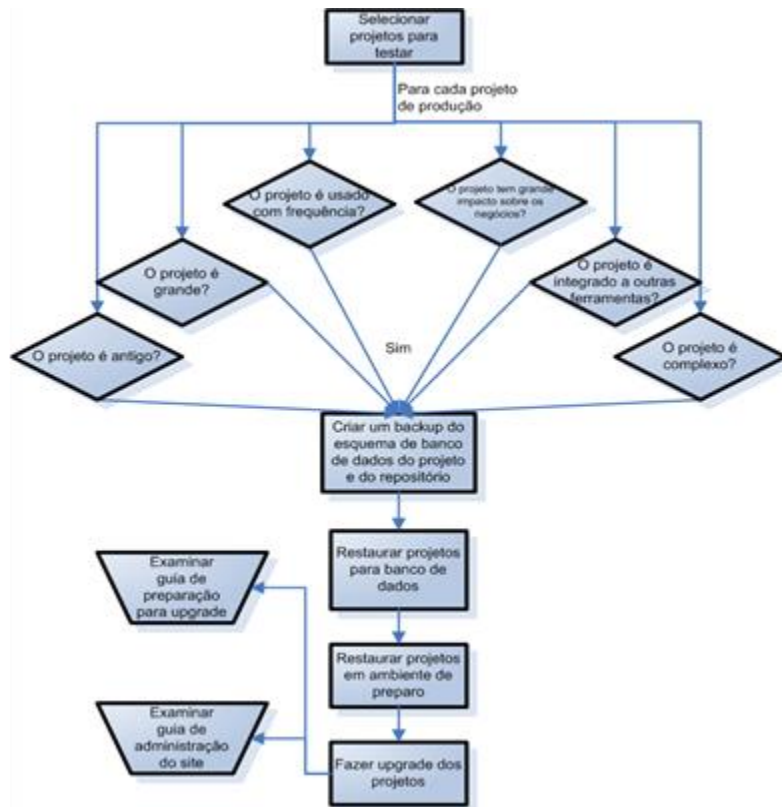 Selecionar
projetos para
testar
Para cada projeto
de produção
O projeto é usado
com frequência?
O projeto tem grande
impacto sobre os
negócios?
O projeto é
grande?
O projeto é
integrado a outras
ferramentas?
O projeto é antigo?
Sim
O projeto é
complexo?
Criar um backup do
esquema de banco
de dados do projeto
e do repositório
Restaurar projetos
para banco de
dados
Examinar
guia de
preparação
para upgrade
Restaurar projetos
em ambiente de
preparo
Examinar
guia de
administração
do site
Fazer upgrade dos
projetos